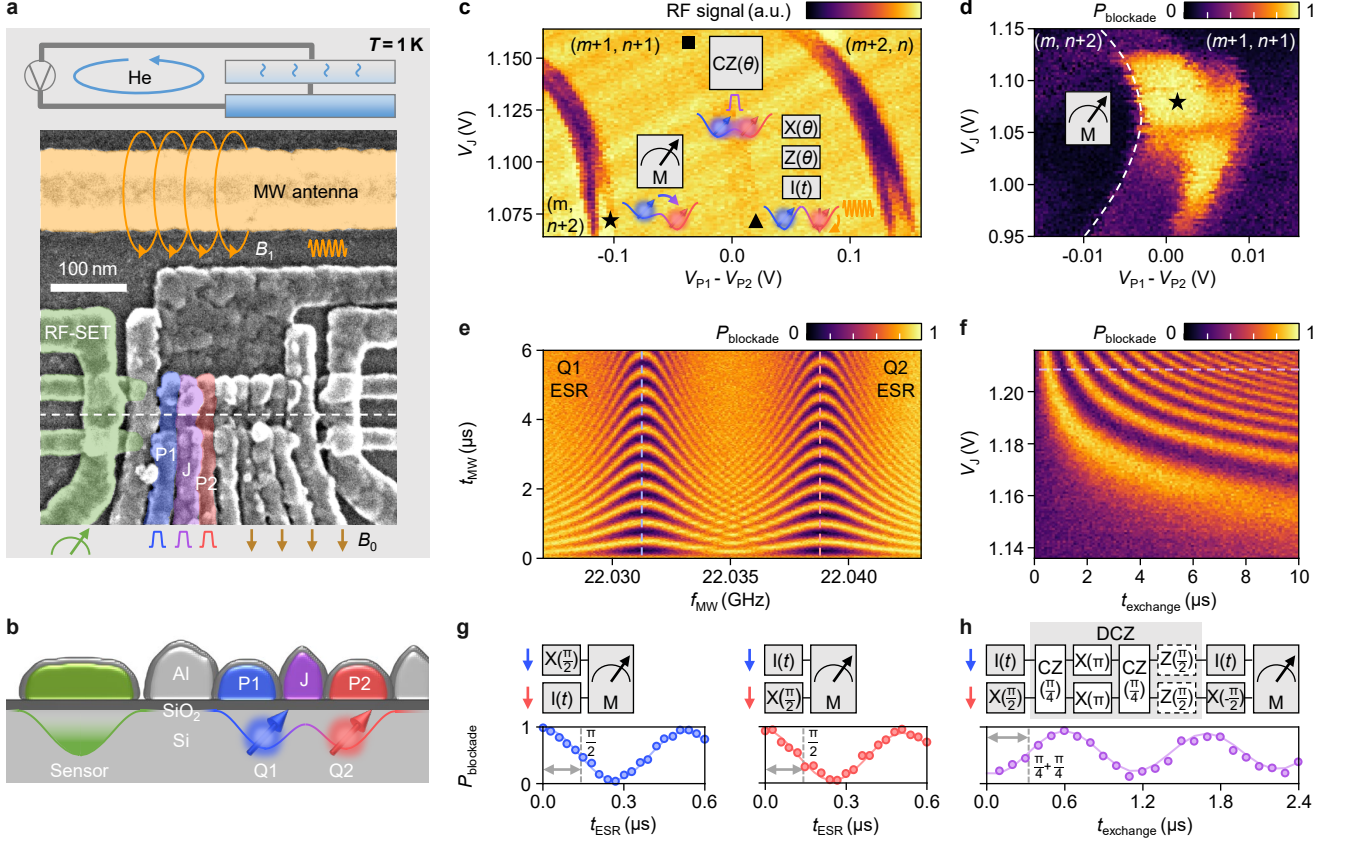 a
T = 1 K
V
He
MW antenna
B1
100 nm
RF-SET
P1
J
P2
B0
b
Al
P1
J
P2
SiO2
Si
Sensor
Q1
Q2
c
RF signal (a.u.)
(m+1, n+1)
(m+2, n)
CZ(θ)
X(θ)
Z(θ)
I(t)
M
(m,
n+2)
1.150
1.125
1.100
1.075
VJ (V)
-0.1
0.0
0.1
VP1 - VP2 (V)
d
Pblockade 0 1
(m, n+2)
(m+1, n+1)
M
1.15
1.10
1.05
1.00
0.95
VJ (V)
-0.01
0.00
0.01
VP1 - VP2 (V)
e
Pblockade 0 1
Q1
ESR
Q2
ESR
6
4
2
0
tMW (µs)
22.030
22.035
22.040
fMW (GHz)
f
Pblockade 0 1
1.20
1.18
1.16
1.14
VJ (V)
0 2 4 6 8 10
texchange (µs)
g
X(π/2)
I(t)
M
I(t)
X(π/2)
M
1
0
Pblockade
π/2
0.0 0.3 0.6
tESR (µs)
π/2
0.0 0.3 0.6
tESR (µs)
h
DCZ
I(t)
CZ
(π/4)
X(π)
CZ
(π/4)
Z(π/2)
I(t)
X(π/2)
X(π)
Z(π/2)
X(-π/2)
M
π/4+π/4
0.0 0.6 1.2 1.8 2.4
texchange (µs)